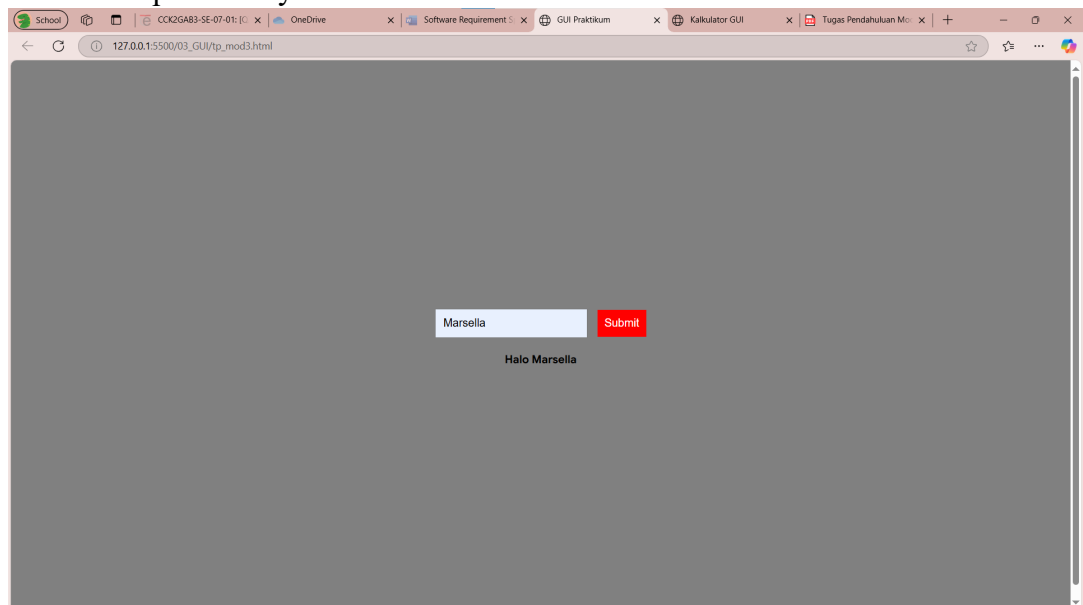 School
CCK2GAB3-SE-07-01: [
OneDrive
Software Requirement S
GUI Praktikum
Kalkulator GUI
Tugas Pendahuluan Mo
127.0.0.1:5500/03_GUI/tp_mod3.html
Marsella
Submit
Halo Marsella